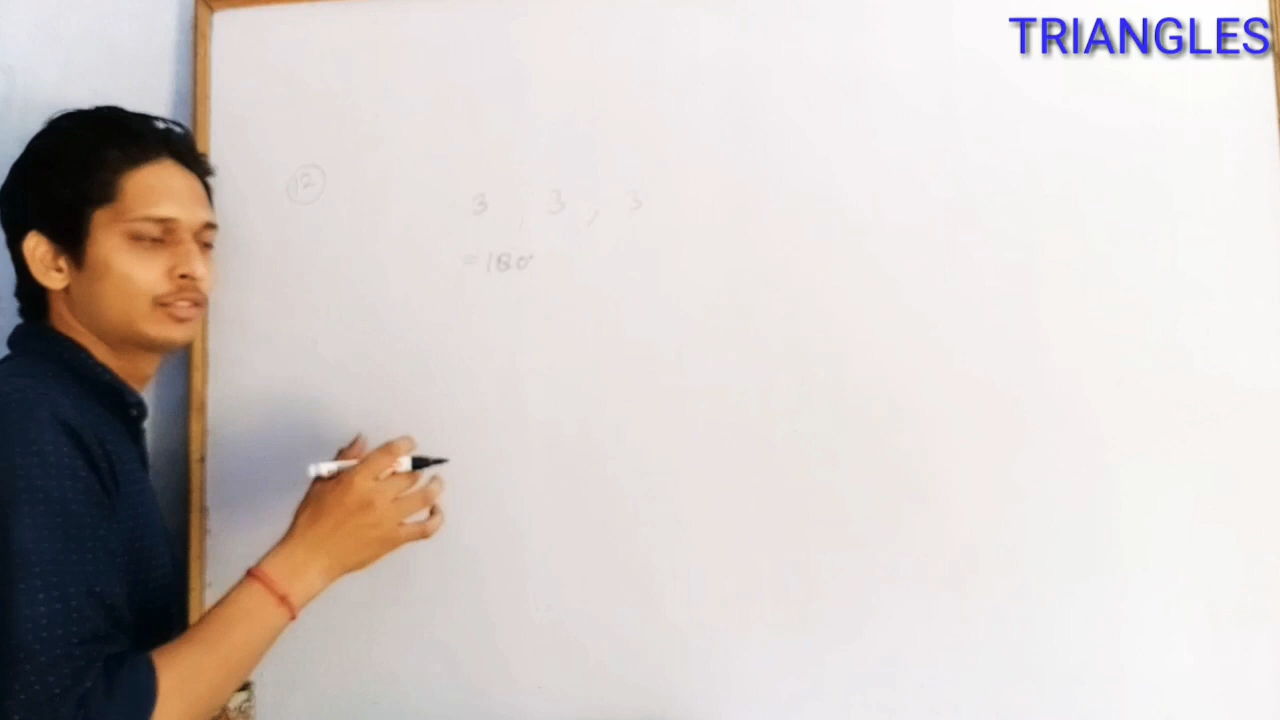 TRIANGLES
12
3 , 3 , 3
= 180°